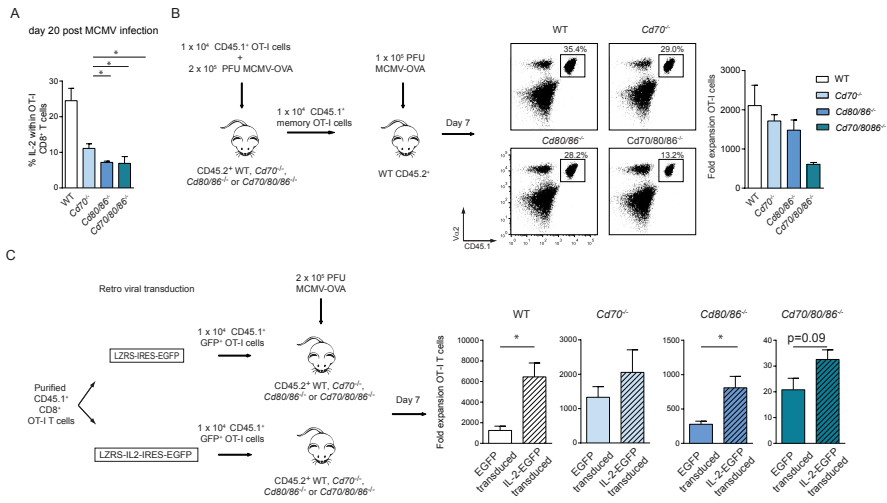 A
day 20 post MCMV infection
*
*
*
% IL-2 within OT-I
CD8⁺ T cells
30
20
10
0
WT
Cd70⁻/⁻
Cd80/86⁻/⁻
Cd70/80/86⁻/⁻
B
1 x 10⁴ CD45.1⁺ OT-I cells
+
2 x 10⁵ PFU MCMV-OVA
CD45.2⁺ WT, Cd70⁻/⁻,
Cd80/86⁻/⁻ or Cd70/80/86⁻/⁻
1 x 10⁴ CD45.1⁺
memory OT-I cells
1 x 10⁵ PFU
MCMV-OVA
WT CD45.2⁺
Day 7
WT
Cd70⁻/⁻
35.4%
29.0%
Cd80/86⁻/⁻
Cd70/80/86⁻/⁻
28.2%
13.2%
Vα2
CD45.1
Fold expansion OT-I cells
3000
2000
1000
0
WT
Cd70⁻/⁻
Cd80/86⁻/⁻
Cd70/80/86⁻/⁻
WT
Cd70⁻/⁻
Cd80/86⁻/⁻
Cd70/8086⁻/⁻
C
Retro viral transduction
2 x 10⁵ PFU
MCMV-OVA
Purified
CD45.1⁺
CD8⁺
OT-I T cells
LZRS-IRES-EGFP
1 x 10⁴ CD45.1⁺
GFP⁺ OT-I cells
CD45.2⁺ WT, Cd70⁻/⁻,
Cd80/86⁻/⁻ or Cd70/80/86⁻/⁻
LZRS-IL2-IRES-EGFP
1 x 10⁴ CD45.1⁺
GFP⁺ OT-I cells
CD45.2⁺ WT, Cd70⁻/⁻,
Cd80/86⁻/⁻ or Cd70/80/86⁻/⁻
Day 7
Fold expansion OT-I T cells
WT
*
10000
8000
6000
4000
2000
0
EGFP
transduced
IL-2-EGFP
transduced
Cd70⁻/⁻
3000
2000
1000
0
EGFP
transduced
IL-2-EGFP
transduced
Cd80/86⁻/⁻
*
1500
1000
500
0
EGFP
transduced
IL-2-EGFP
transduced
Cd70/80/86⁻/⁻
p=0.09
40
30
20
10
0
EGFP
transduced
IL-2-EGFP
transduced